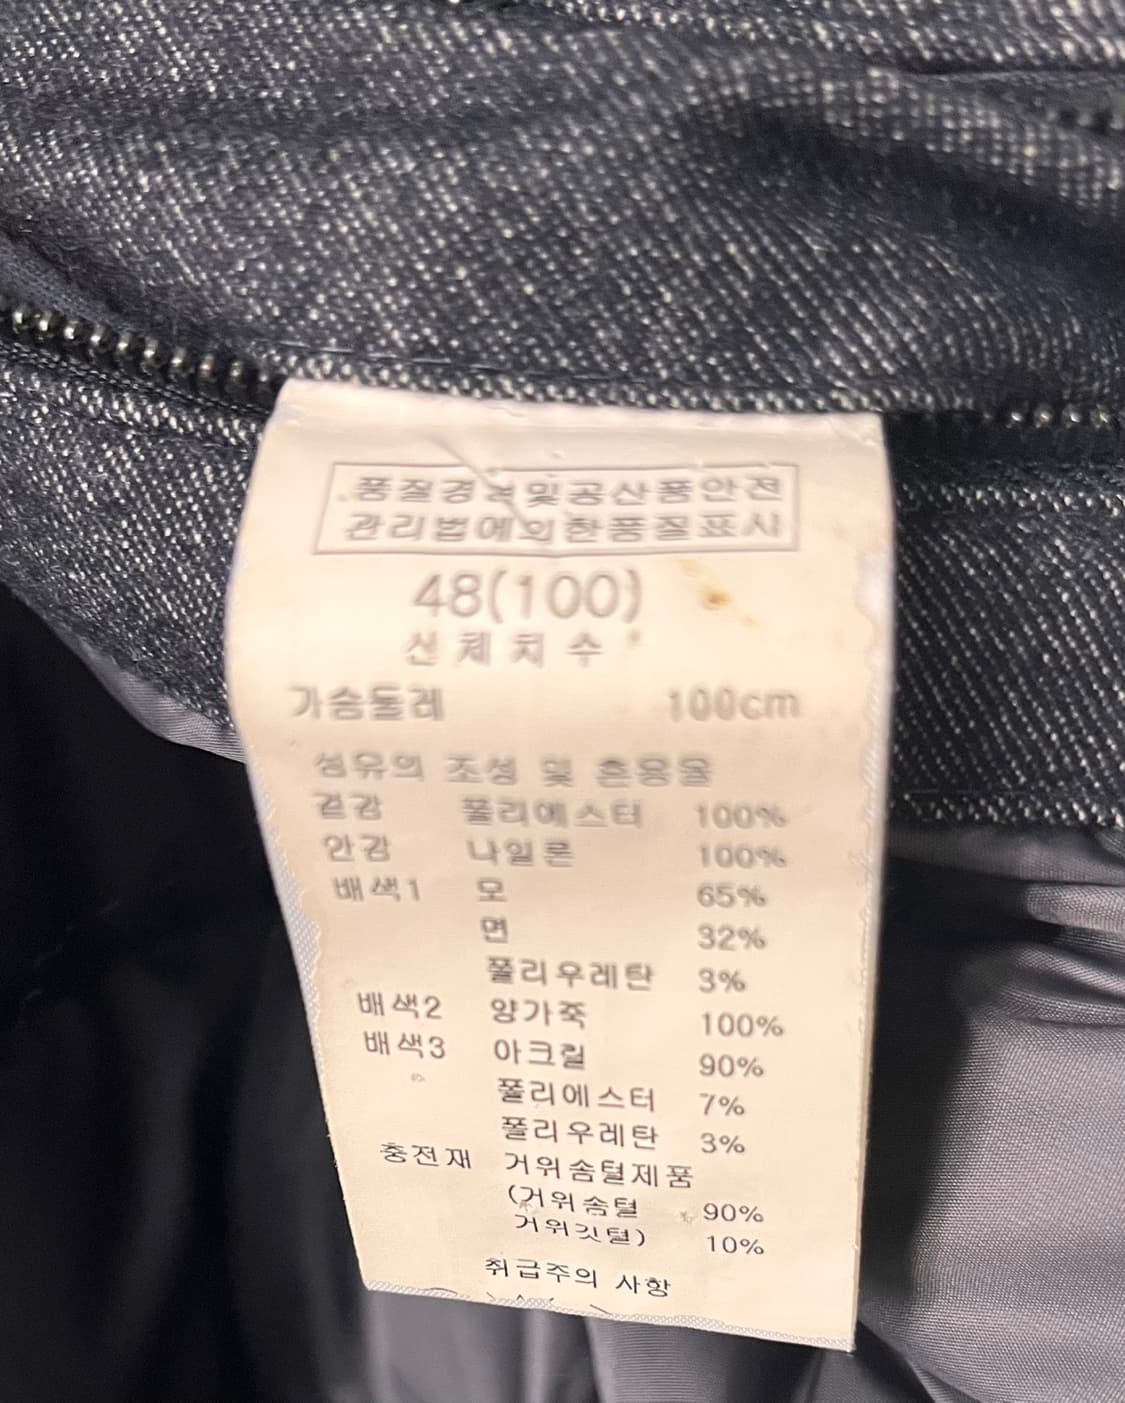 품질경영및공산품안전
관리법에의한품질표시
48(100)
신체치수
가슴둘레 100cm
섬유의 조성 및 혼용율
겉감 폴리에스터 100%
안감 나일론 100%
배색1 모 65%
면 32%
폴리우레탄 3%
배색2 양가죽 100%
배색3 아크릴 90%
폴리에스터 7%
폴리우레탄 3%
충전재 거위솜털제품
(거위솜털 90%
거위깃털) 10%
취급주의 사항